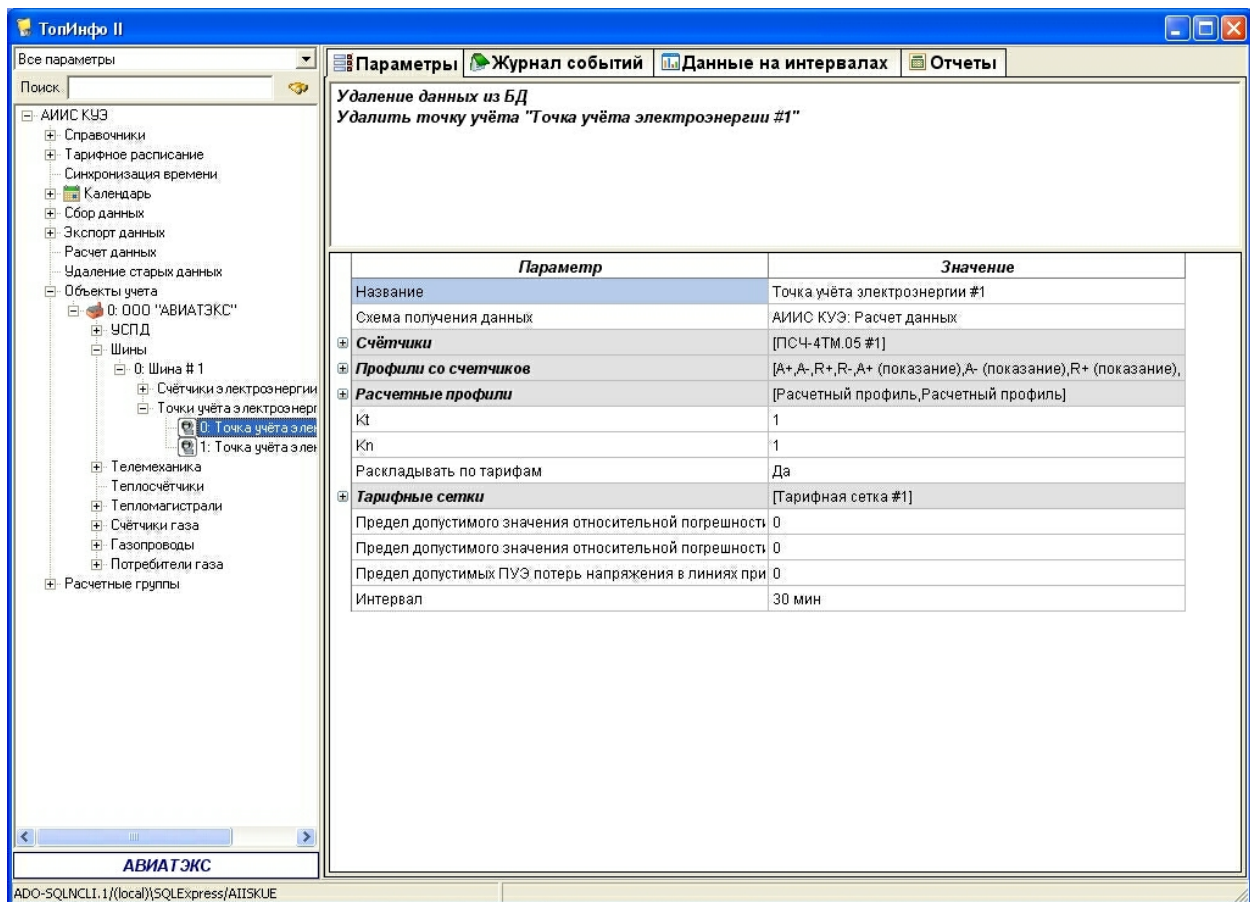 ТопИнфо II
Все параметры
Поиск
АИИС КУЭ
Справочники
Тарифное расписание
Синхронизация времени
Календарь
Сбор данных
Экспорт данных
Расчет данных
Удаление старых данных
Объекты учета
0: ООО "АВИАТЭКС"
УСПД
Шины
0: Шина # 1
Счётчики электроэнергии
Точки учёта электроэнерг
0: Точка учёта элек
1: Точка учёта элек
Телемеханика
Теплосчётчики
Тепломагистрали
Счётчики газа
Газопроводы
Потребители газа
Расчетные группы
АВИАТЭКС
Параметры Журнал событий Данные на интервалах Отчеты
Удаление данных из БД
Удалить точку учёта "Точка учёта электроэнергии #1"
Параметр Значение
Название Точка учёта электроэнергии #1
Схема получения данных АИИС КУЭ: Расчет данных
Счётчики [ПСЧ-4ТМ.05 #1]
Профили со счетчиков [A+,A-,R+,R-,A+ (показание),A- (показание),R+ (показание),
Расчетные профили [Расчетный профиль,Расчетный профиль]
Kt 1
Kn 1
Раскладывать по тарифам Да
Тарифные сетки [Тарифная сетка #1]
Предел допустимого значения относительной погрешности 0
Предел допустимого значения относительной погрешности 0
Предел допустимых ПУЭ потерь напряжения в линиях при 0
Интервал 30 мин
ADO-SQLNCLI.1/(local)\SQLExpress/AIISKUE